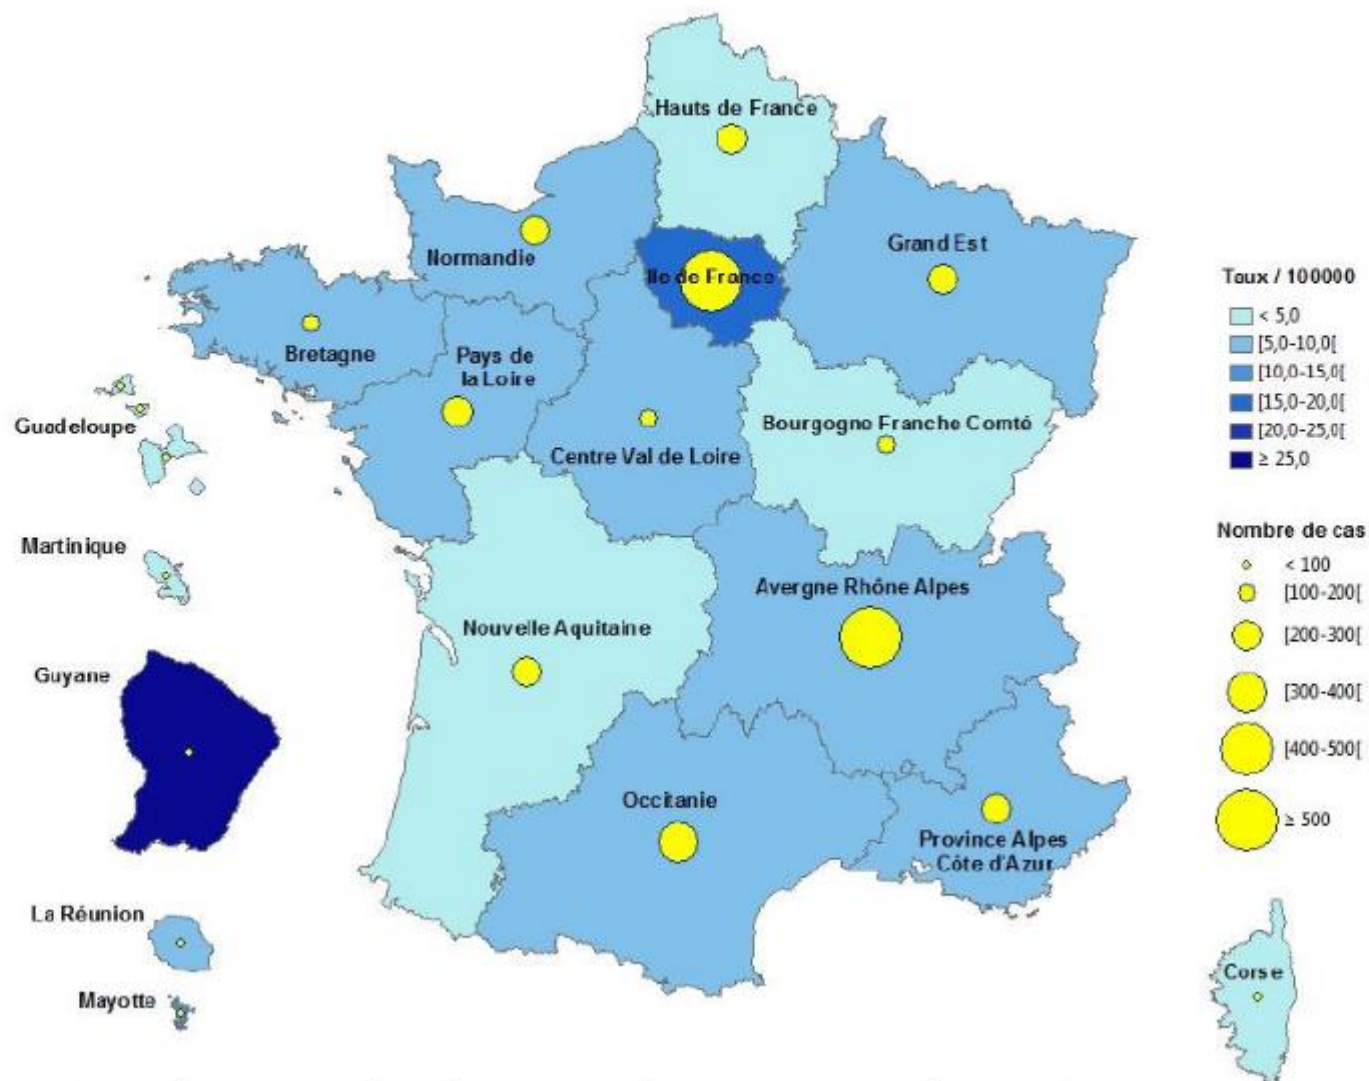 Hauts de France
Normandie
Ile de France
Grand Est
Bretagne
Pays de
la Loire
Guadeloupe
Centre Val de Loire
Bourgogne Franche Comté
Martinique
Avergne Rhône Alpes
Nouvelle Aquitaine
Guyane
Occitanie
Province Alpes
Côte d'Azur
La Réunion
Mayotte
Corse
Taux / 100000
< 5,0
[5,0-10,0[
[10,0-15,0[
[15,0-20,0[
[20,0-25,0[
≥ 25,0
Nombre de cas
< 100
[100-200[
[200-300[
[300-400[
[400-500[
≥ 500